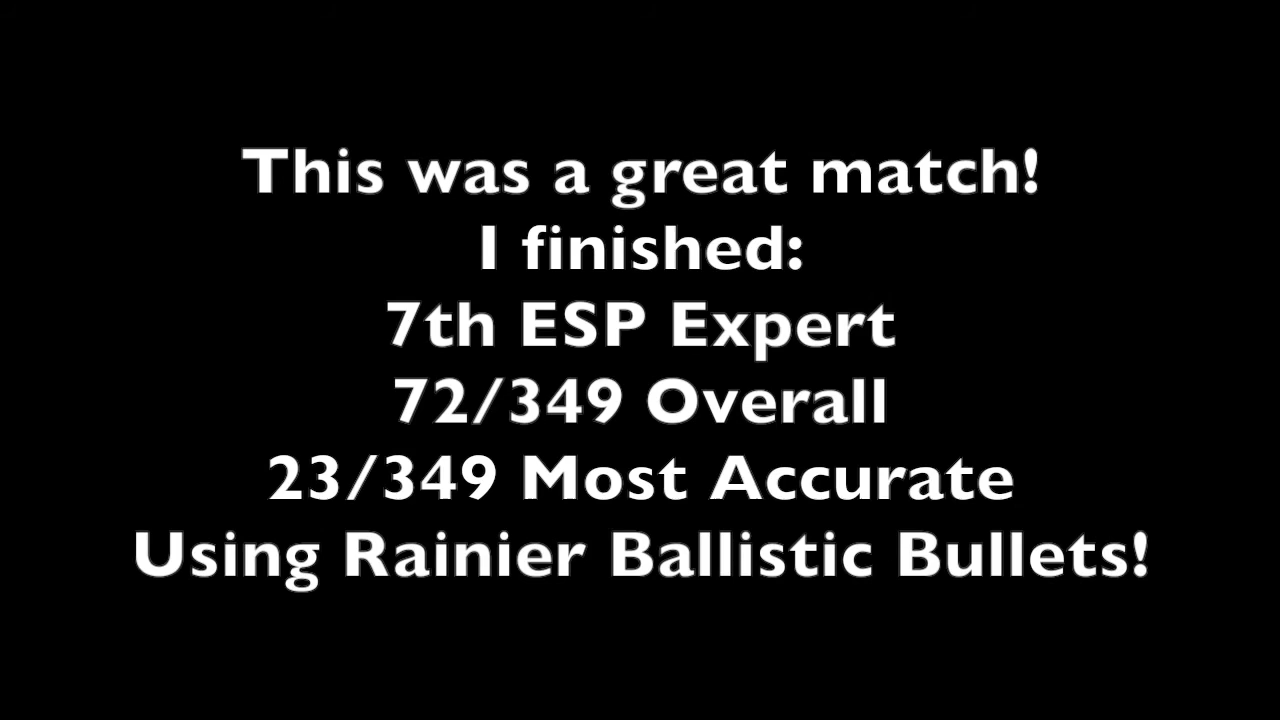 This was a great match!
I finished:
7th ESP Expert
72/349 Overall
23/349 Most Accurate
Using Rainier Ballistic Bullets!